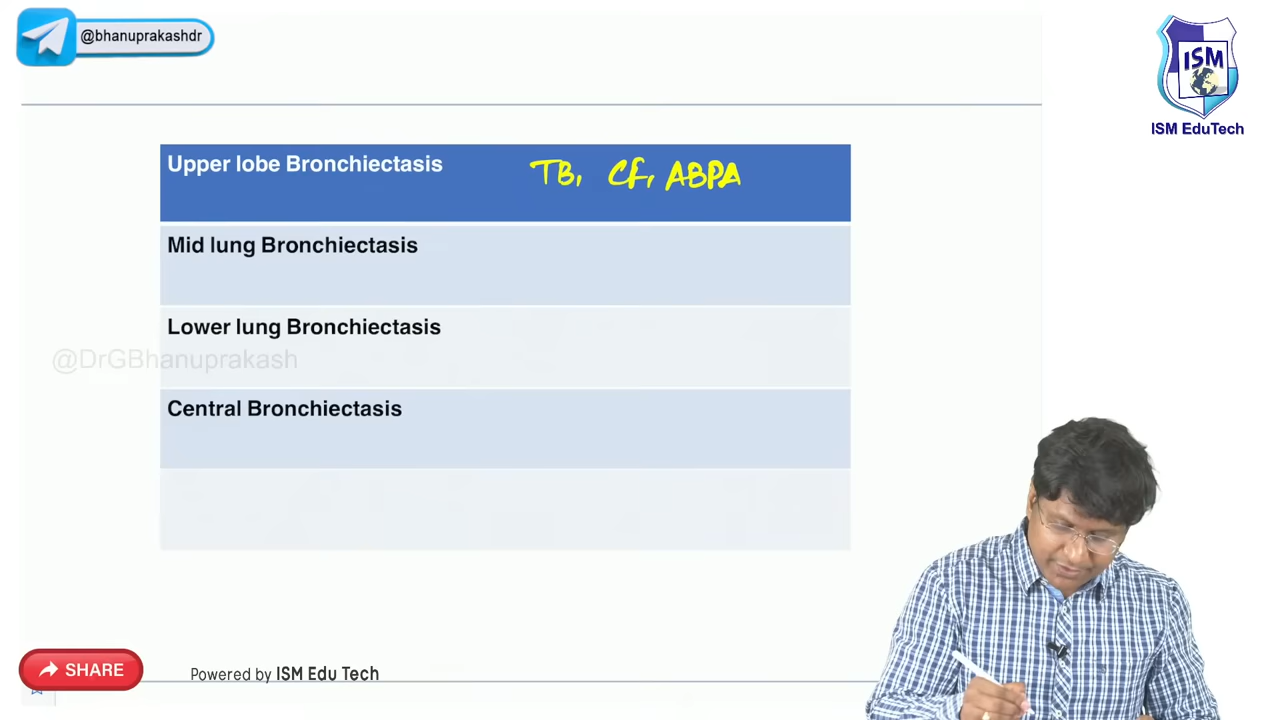 @bhanuprakashdr
ISM
ISM EduTech
Upper lobe Bronchiectasis TB, CF, ABPA
Mid lung Bronchiectasis
Lower lung Bronchiectasis
@DrGBhanuprakash
Central Bronchiectasis
SHARE
Powered by ISM Edu Tech